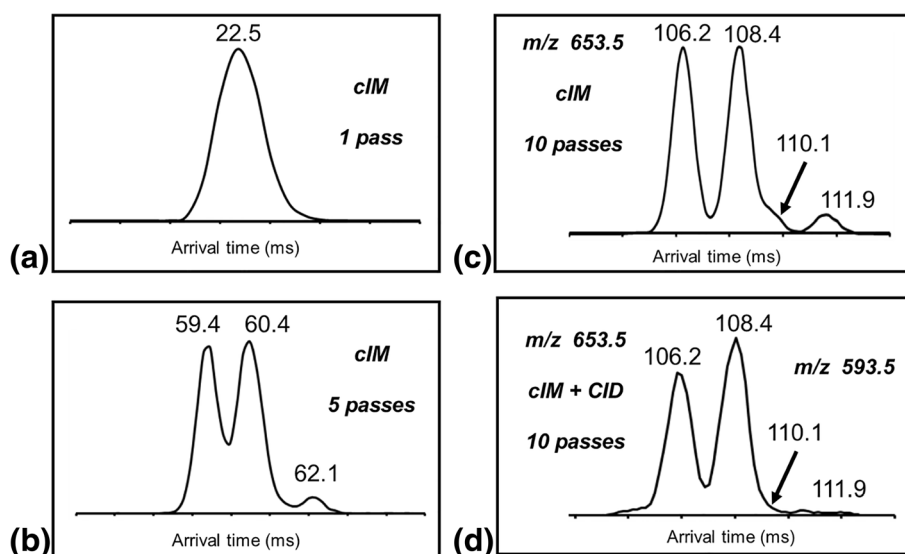 (a)
22.5
cIM
1 pass
Arrival time (ms)
(b)
59.4 60.4
cIM
5 passes
62.1
Arrival time (ms)
(c)
m/z 653.5
106.2 108.4
cIM
10 passes
110.1
111.9
Arrival time (ms)
(d)
108.4
m/z 653.5
106.2
m/z 593.5
cIM + CID
10 passes
110.1
111.9
Arrival time (ms)